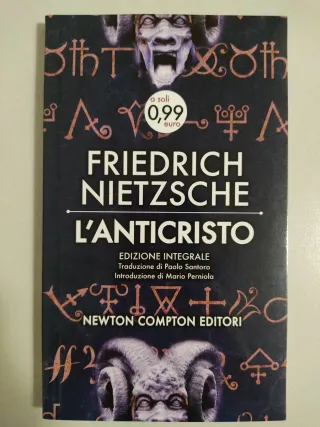 a soli
0,99
euro
FRIEDRICH
NIETZSCHE
L'ANTICRISTO
EDIZIONE INTEGRALE
Traduzione di Paolo Santoro
Introduzione di Mario Perniola
NEWTON COMPTON EDITORI